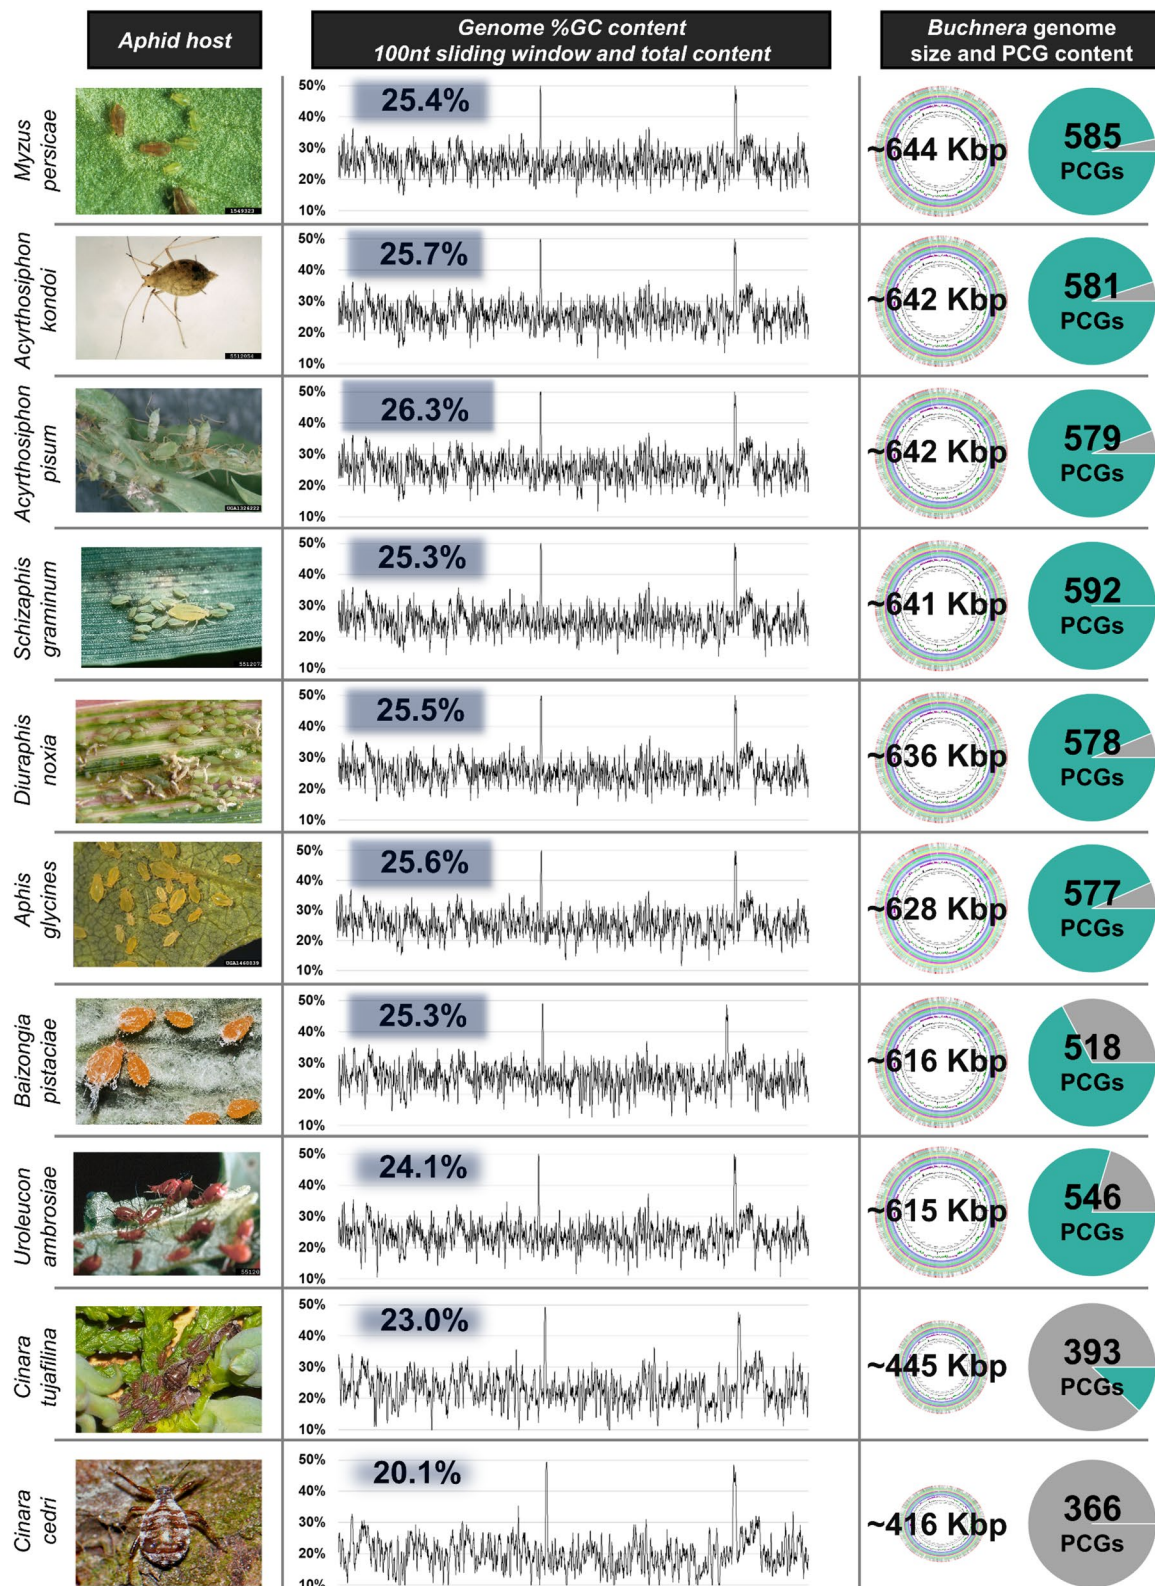 Aphid host
Genome %GC content
100nt sliding window and total content
Buchnera genome
size and PCG content
Myzus
persicae
1549323
50%
40%
30%
20%
10%
25.4%
~644 Kbp
585
PCGs
Acyrthosiphon
kondoi
5512054
50%
40%
30%
20%
10%
25.7%
~642 Kbp
581
PCGs
Acyrthosiphon
pisum
UGA1326222
50%
40%
30%
20%
10%
26.3%
~642 Kbp
579
PCGs
Schizaphis
graminum
551207
50%
40%
30%
20%
10%
25.3%
~641 Kbp
592
PCGs
Diuraphis
noxia
50%
40%
30%
20%
10%
25.5%
~636 Kbp
578
PCGs
Aphis
glycines
UGA1460039
50%
40%
30%
20%
10%
25.6%
~628 Kbp
577
PCGs
Baizongia
pistaciae
50%
40%
30%
20%
10%
25.3%
~616 Kbp
518
PCGs
Uroleucon
ambrosiae
55120
50%
40%
30%
20%
10%
24.1%
~615 Kbp
546
PCGs
Cinara
tujafilina
50%
40%
30%
20%
10%
23.0%
~445 Kbp
393
PCGs
Cinara
cedri
50%
40%
30%
20%
10%
20.1%
~416 Kbp
366
PCGs